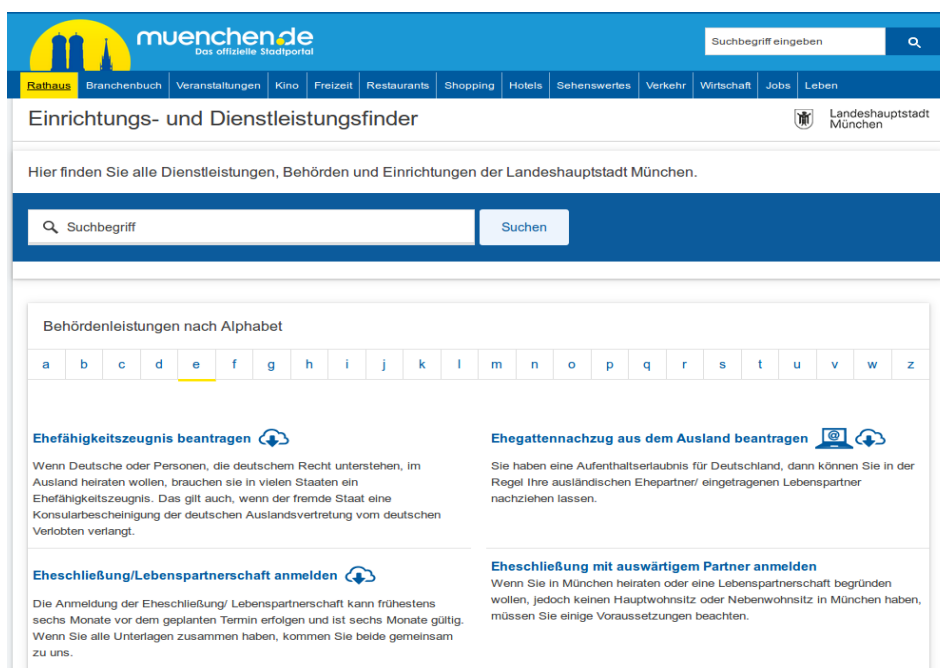 muenchen.de
Das offizielle Stadtportal
Suchbegriff eingeben
Rathaus Branchenbuch Veranstaltungen Kino Freizeit Restaurants Shopping Hotels Sehenswertes Verkehr Wirtschaft Jobs Leben
Einrichtungs- und Dienstleistungsfinder
Landeshauptstadt
München
Hier finden Sie alle Dienstleistungen, Behörden und Einrichtungen der Landeshauptstadt München.
Suchbegriff
Suchen
Behördenleistungen nach Alphabet
a b c d e f g h i j k l m n o p q r s t u v w z
Ehefähigkeitszeugnis beantragen
Wenn Deutsche oder Personen, die deutschem Recht unterstehen, im
Ausland heiraten wollen, brauchen sie in vielen Staaten ein
Ehefähigkeitszeugnis. Das gilt auch, wenn der fremde Staat eine
Konsularbescheinigung der deutschen Auslandsvertretung vom deutschen
Verlobten verlangt.
Ehegattennachzug aus dem Ausland beantragen @
Sie haben eine Aufenthaltserlaubnis für Deutschland, dann können Sie in der
Regel Ihre ausländischen Ehepartner/ eingetragenen Lebenspartner
nachziehen lassen.
Eheschließung/Lebenspartnerschaft anmelden
Die Anmeldung der Eheschließung/ Lebenspartnerschaft kann frühestens
sechs Monate vor dem geplanten Termin erfolgen und ist sechs Monate gültig.
Wenn Sie alle Unterlagen zusammen haben, kommen Sie beide gemeinsam
zu uns.
Eheschließung mit auswärtigem Partner anmelden
Wenn Sie in München heiraten oder eine Lebenspartnerschaft begründen
wollen, jedoch keinen Hauptwohnsitz oder Nebenwohnsitz in München haben,
müssen Sie einige Voraussetzungen beachten.